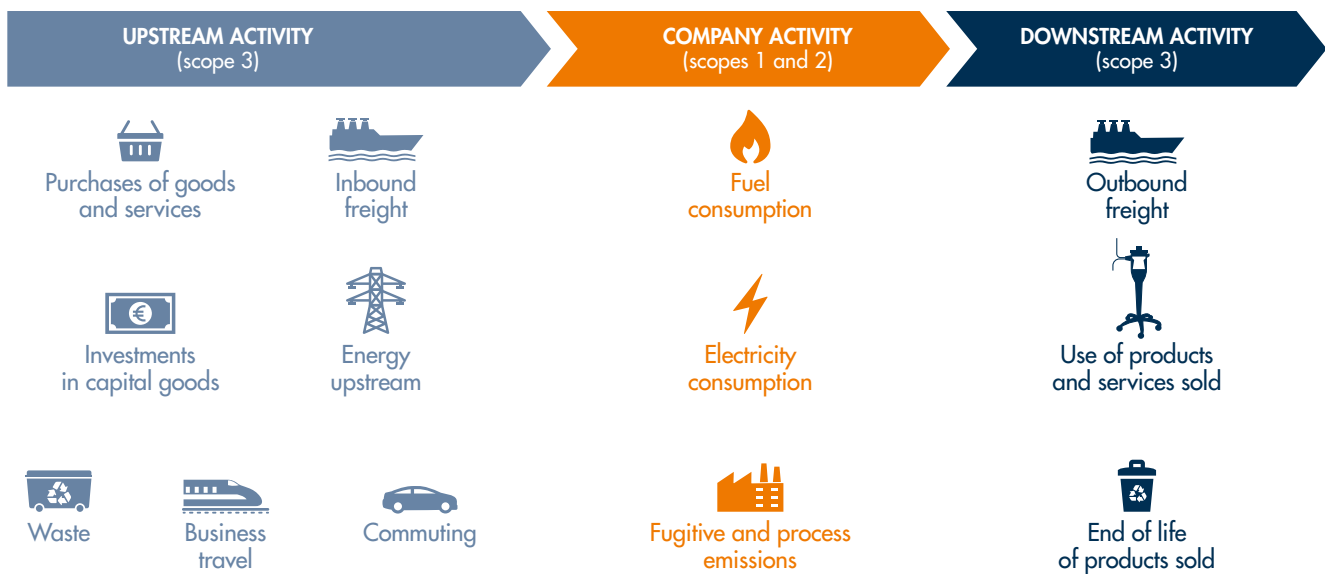 UPSTREAM ACTIVITY
(scope 3)
COMPANY ACTIVITY
(scopes 1 and 2)
DOWNSTREAM ACTIVITY
(scope 3)
Purchases of goods
and services
Inbound
freight
Fuel
consumption
Outbound
freight
€
Investments
in capital goods
Energy
upstream
Electricity
consumption
Use of products
and services sold
Waste
Business
travel
Commuting
Fugitive and process
emissions
End of life
of products sold